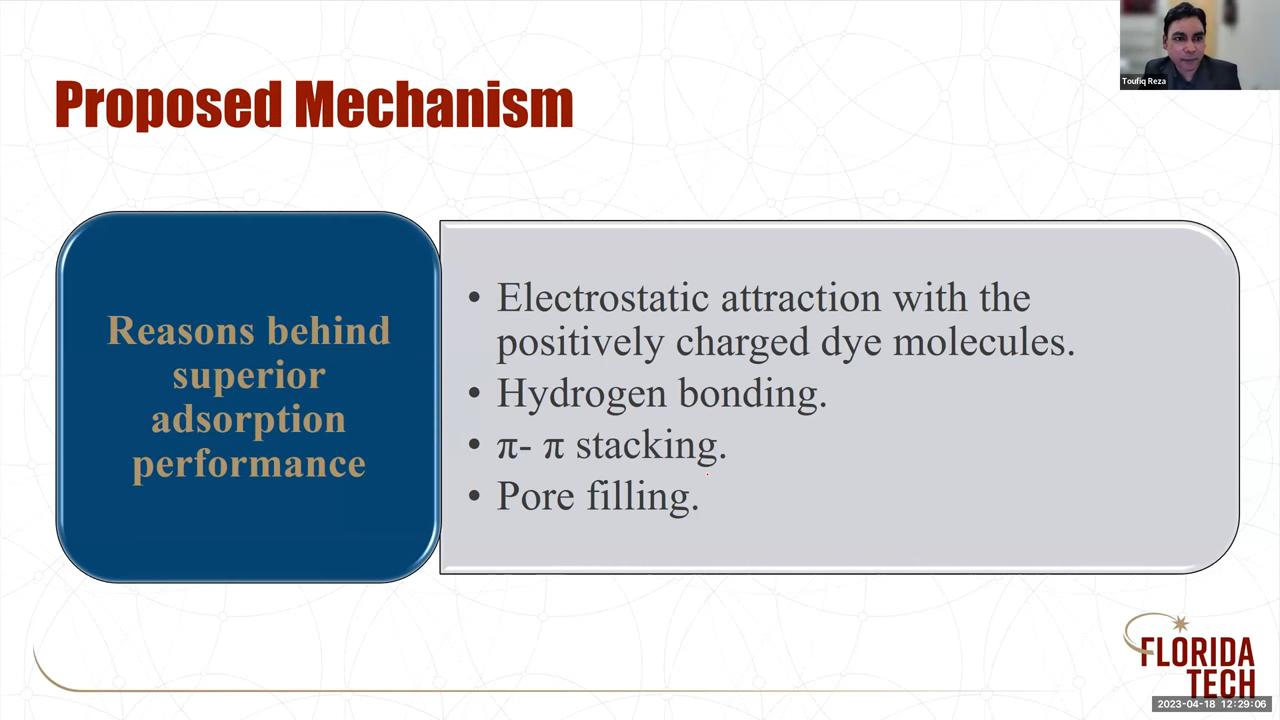 Toufiq Reza
Proposed Mechanism
Reasons behind
superior
adsorption
performance
• Electrostatic attraction with the
positively charged dye molecules.
• Hydrogen bonding.
• π- π stacking.
• Pore filling.
FLORIDA
TECH
2023-04-18 12:29:06